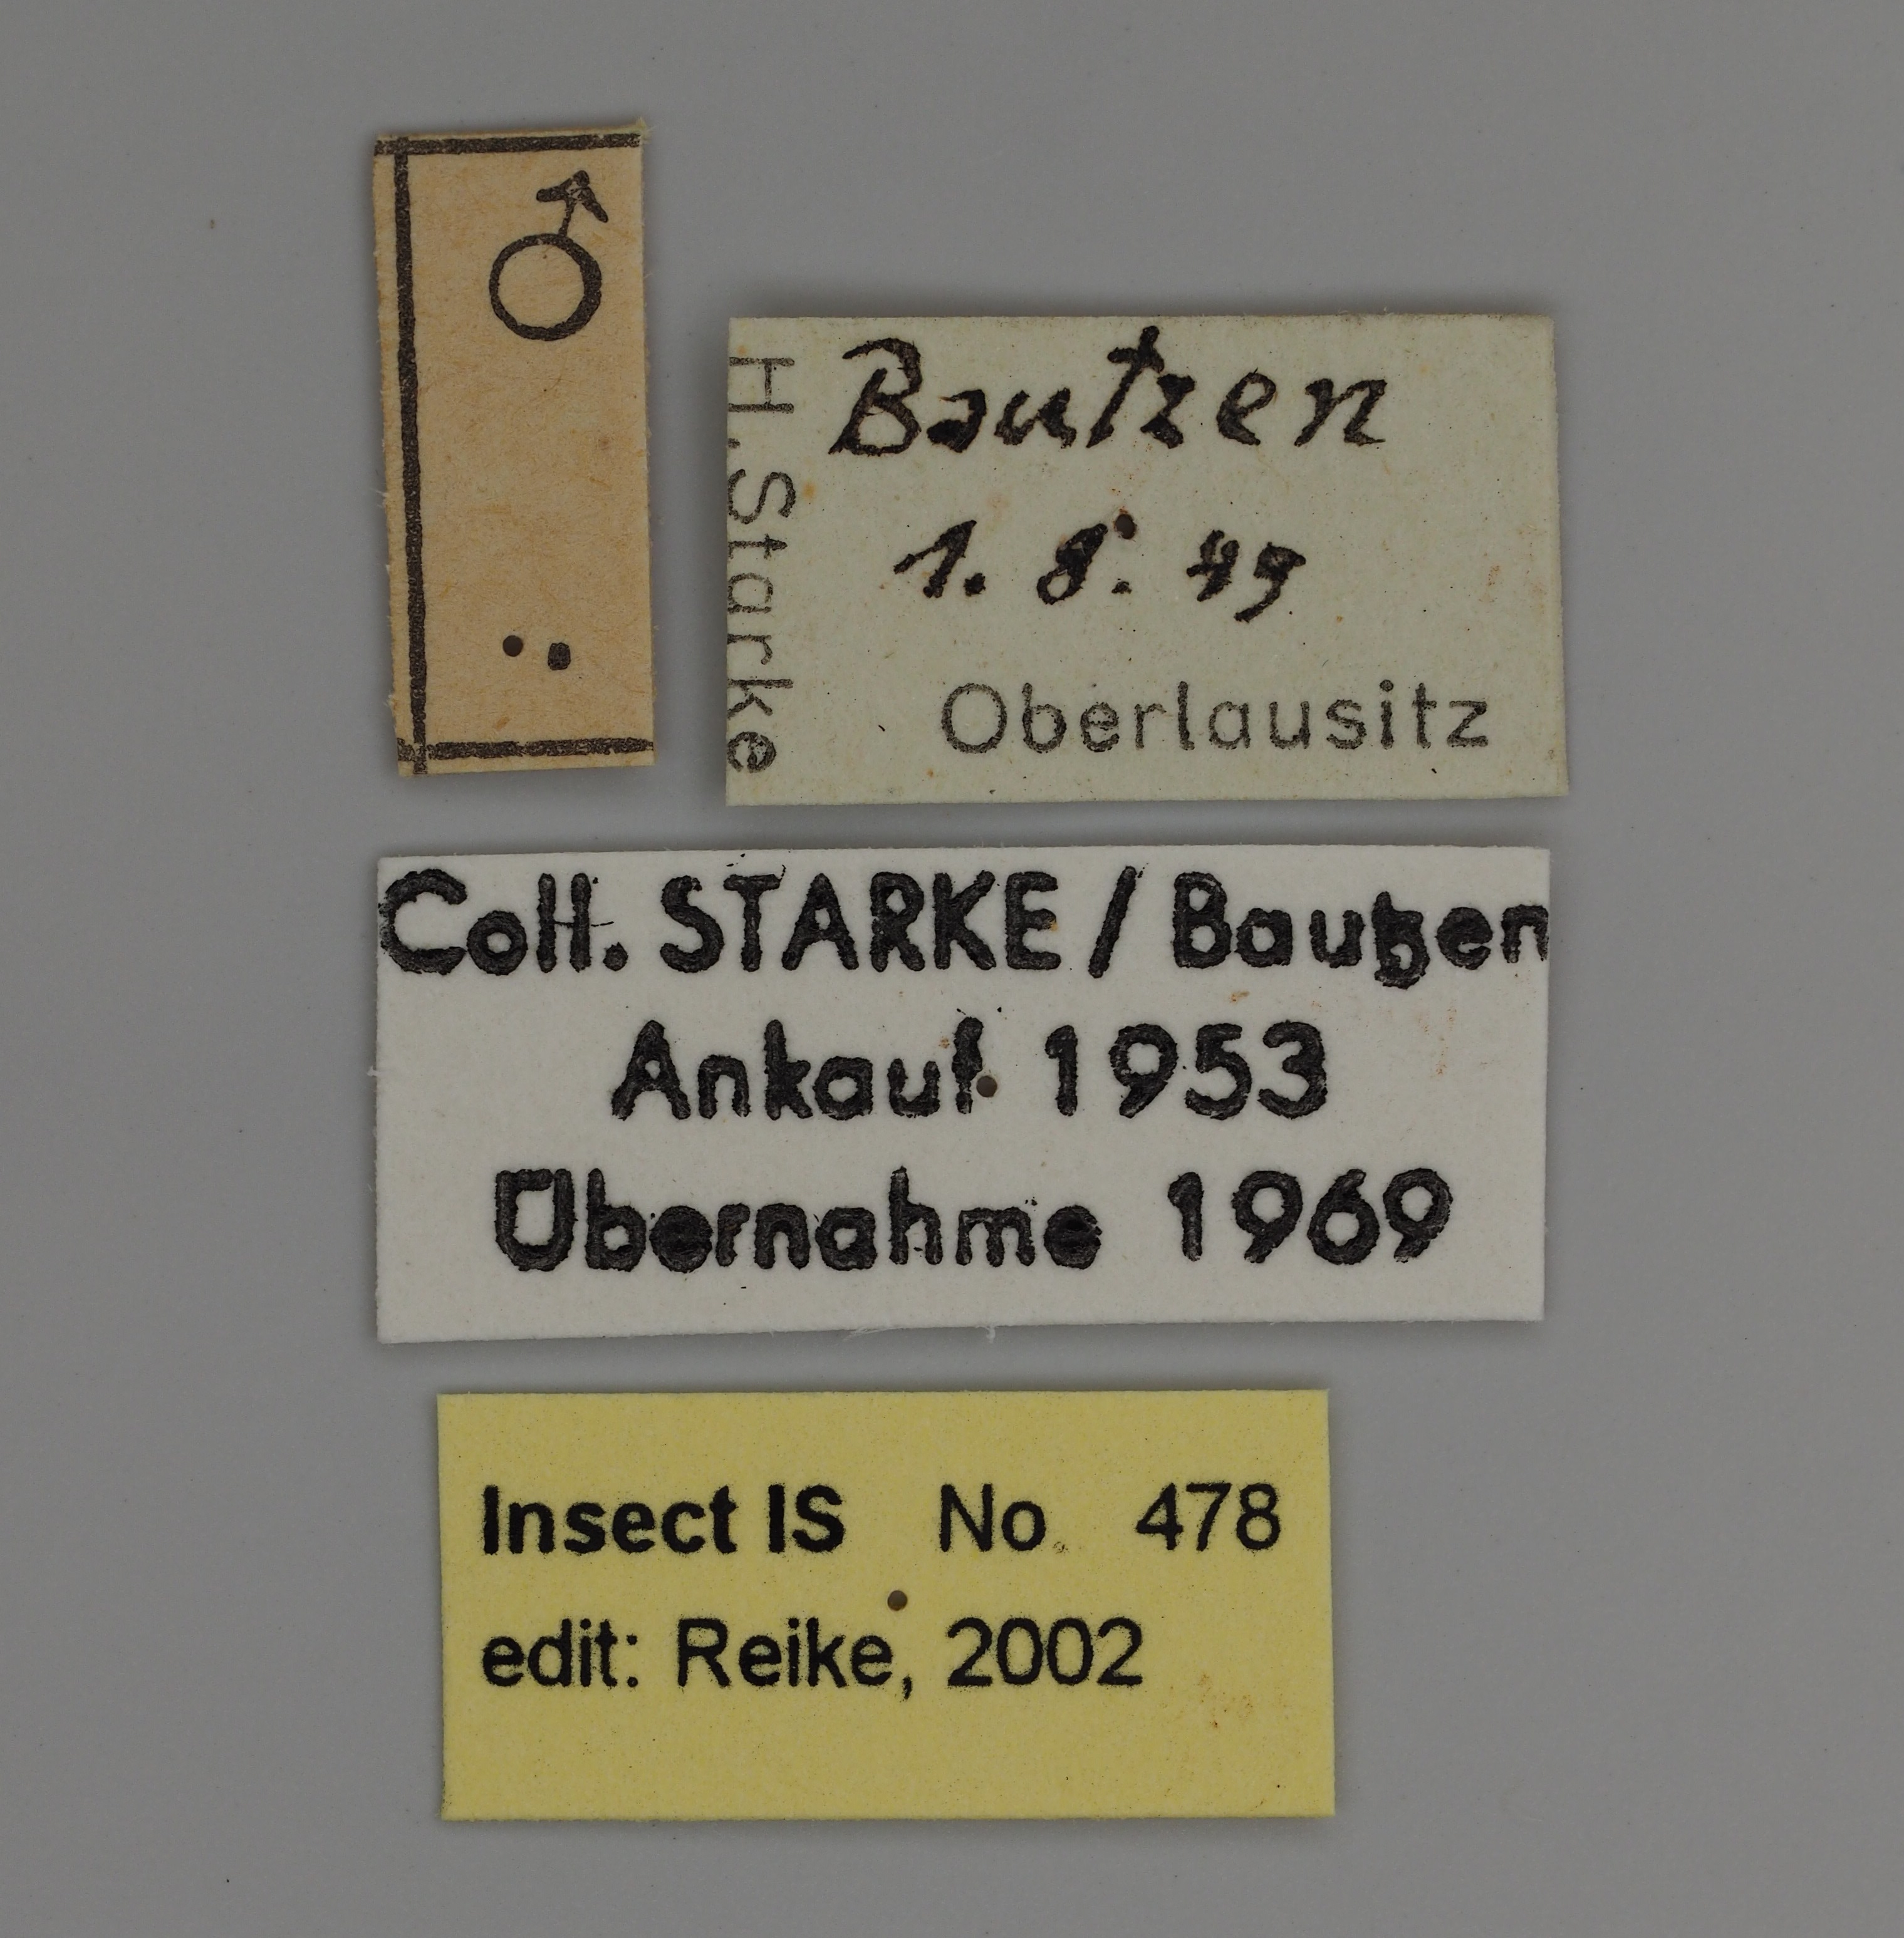 ♂
H. Starke
Bautzen
1. 8. 49
Oberlausitz
Coll. STARKE / Bautzen
Ankauf 1953
Übernahme 1969
Insect IS No. 478
edit: Reike, 2002